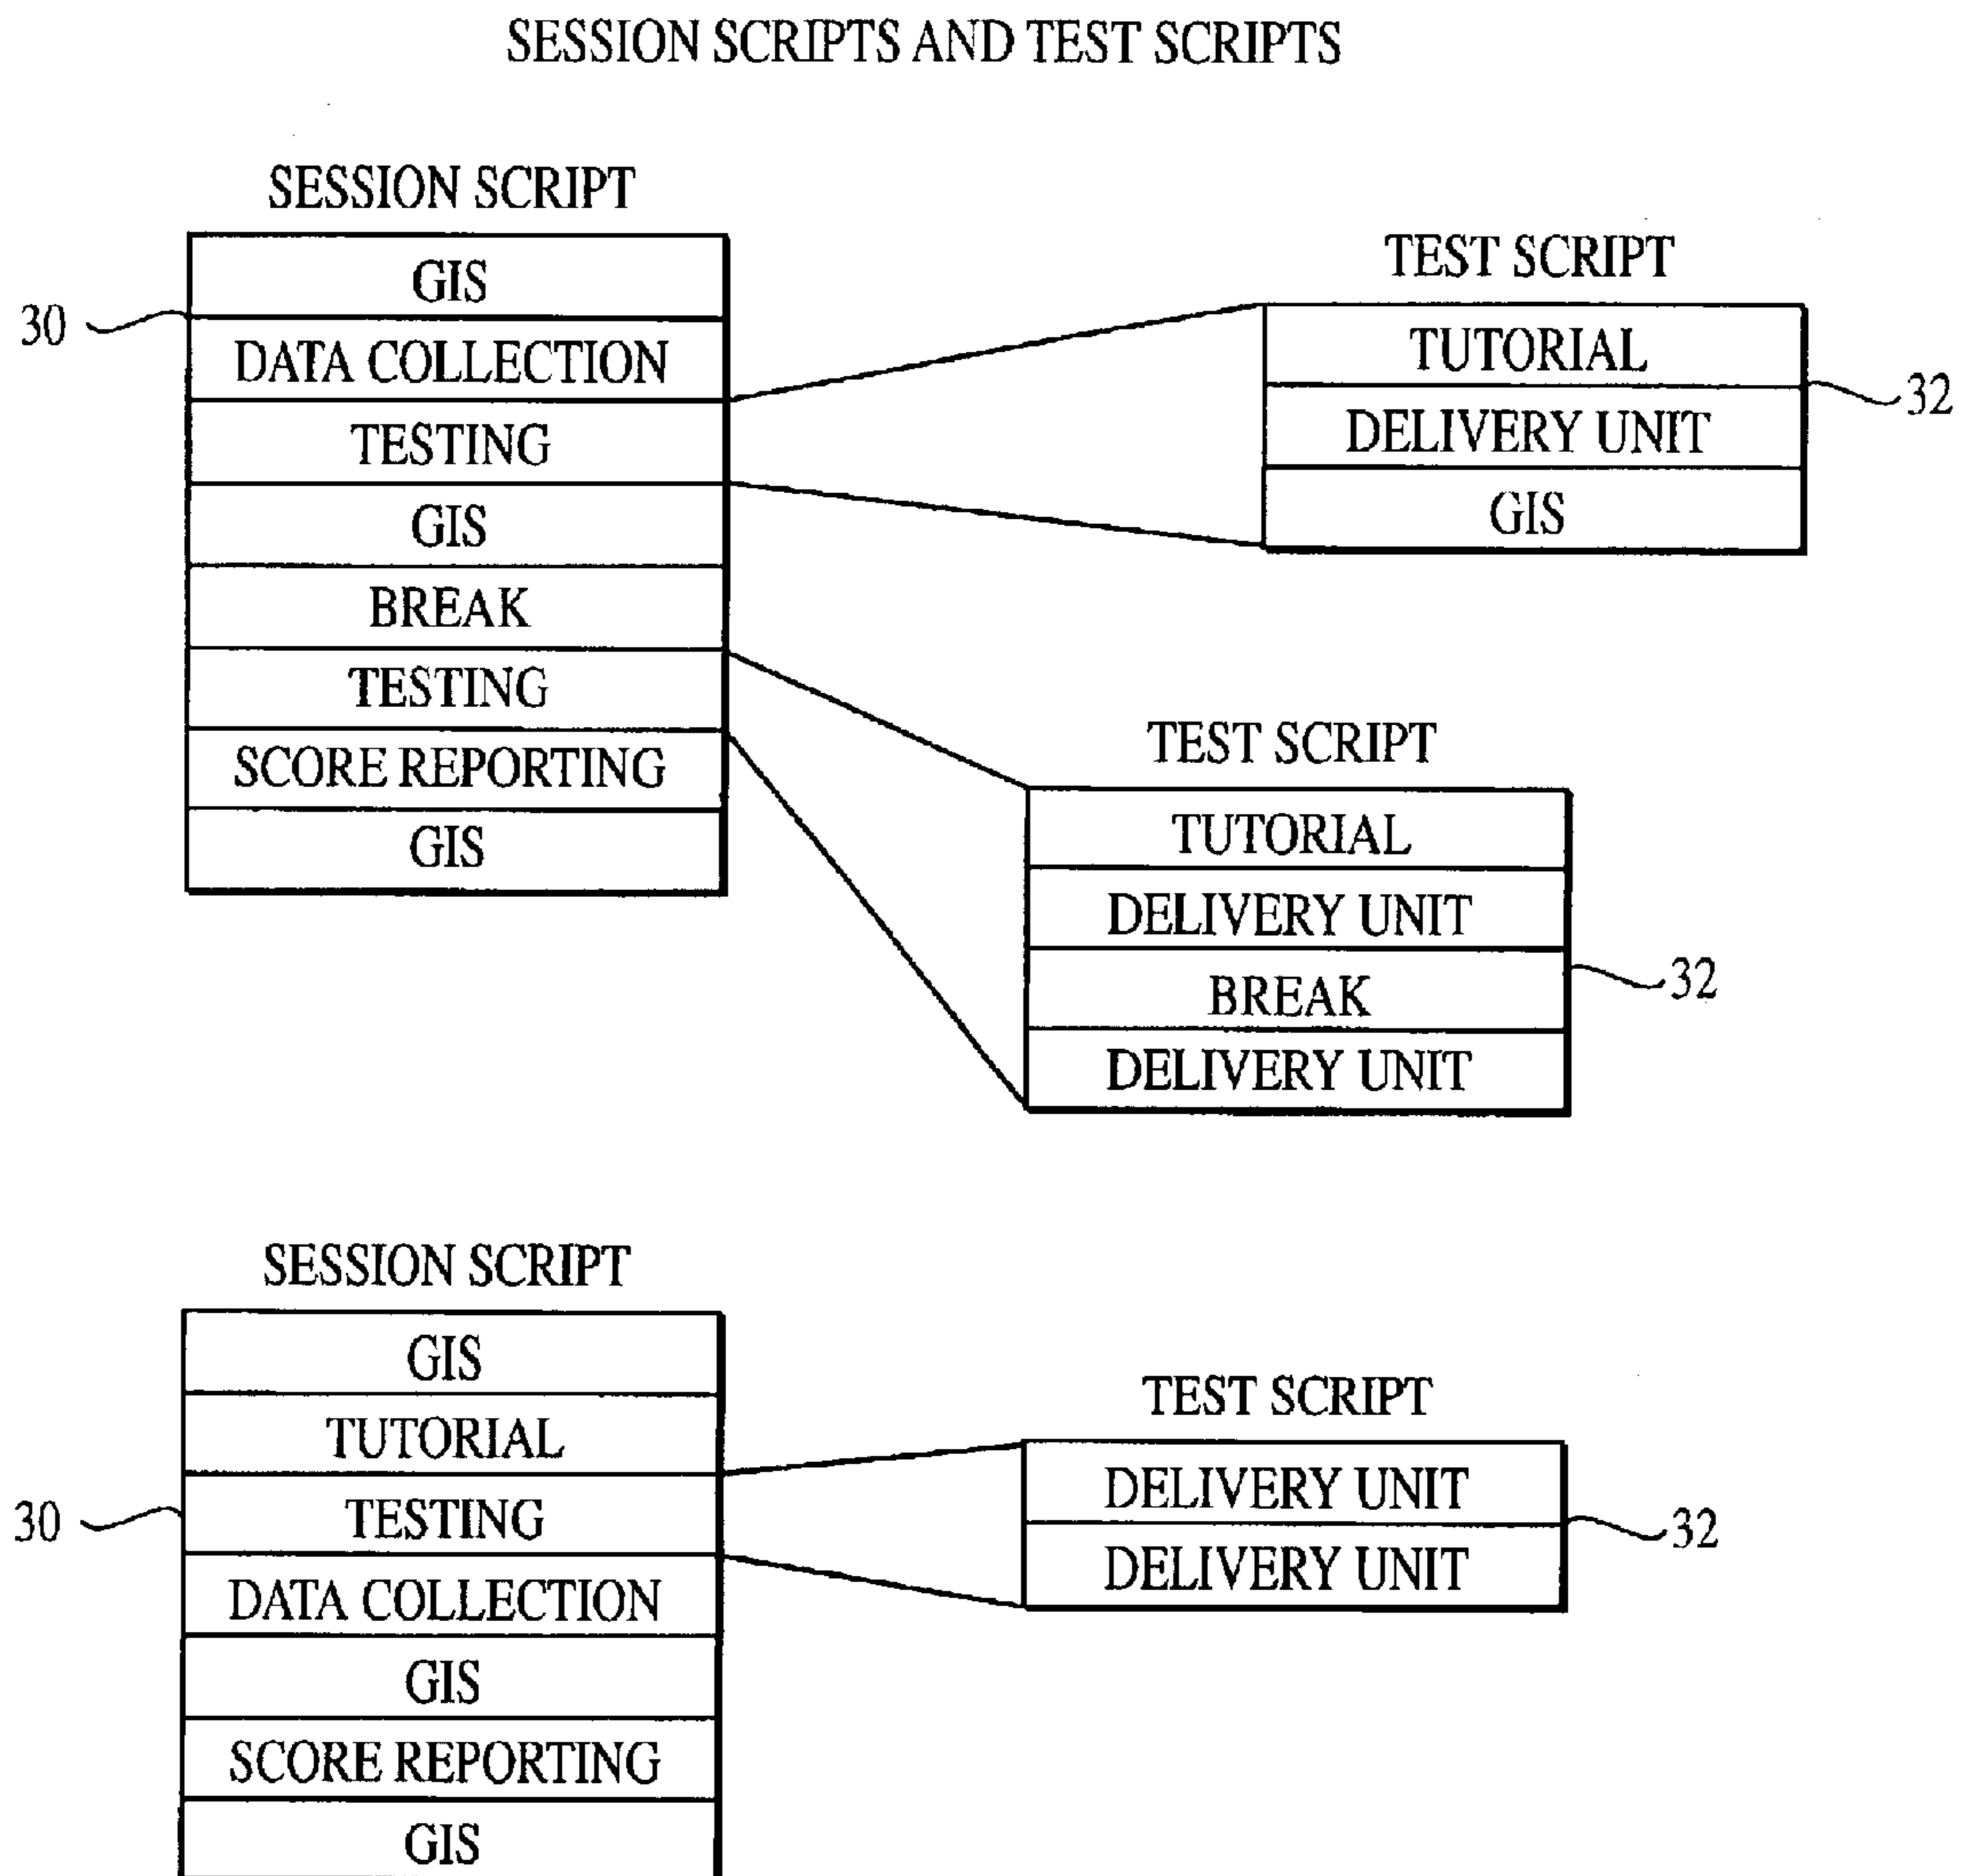 SESSION SCRIPTS AND TEST SCRIPTS
SESSION SCRIPT
30
GIS
DATA COLLECTION
TESTING
GIS
BREAK
TESTING
SCORE REPORTING
GIS
TEST SCRIPT
TUTORIAL
DELIVERY UNIT
GIS
32
TEST SCRIPT
TUTORIAL
DELIVERY UNIT
BREAK
DELIVERY UNIT
32
SESSION SCRIPT
30
GIS
TUTORIAL
TESTING
DATA COLLECTION
GIS
SCORE REPORTING
GIS
TEST SCRIPT
DELIVERY UNIT
DELIVERY UNIT
32